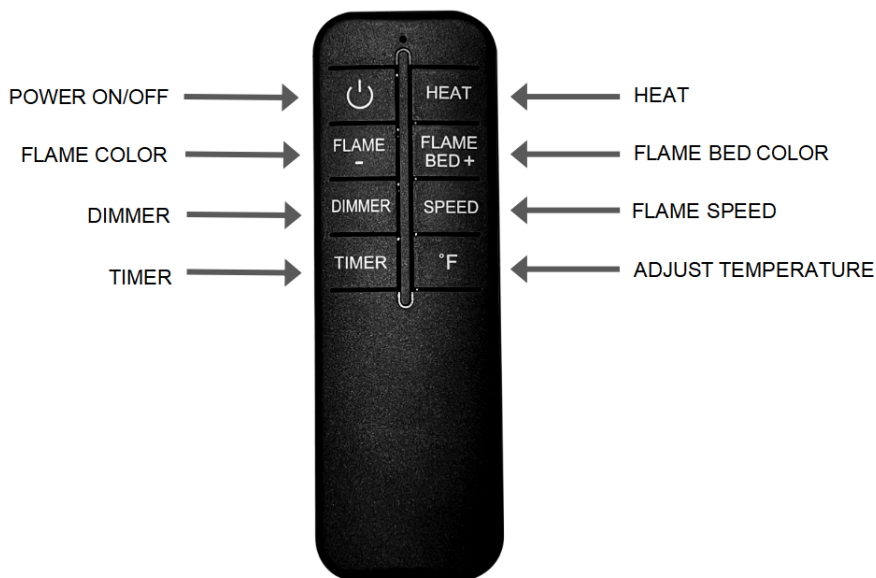 POWER ON/OFF
HEAT
HEAT
FLAME COLOR
FLAME
-
FLAME
BED +
FLAME BED COLOR
DIMMER
DIMMER
SPEED
FLAME SPEED
TIMER
TIMER
°F
ADJUST TEMPERATURE